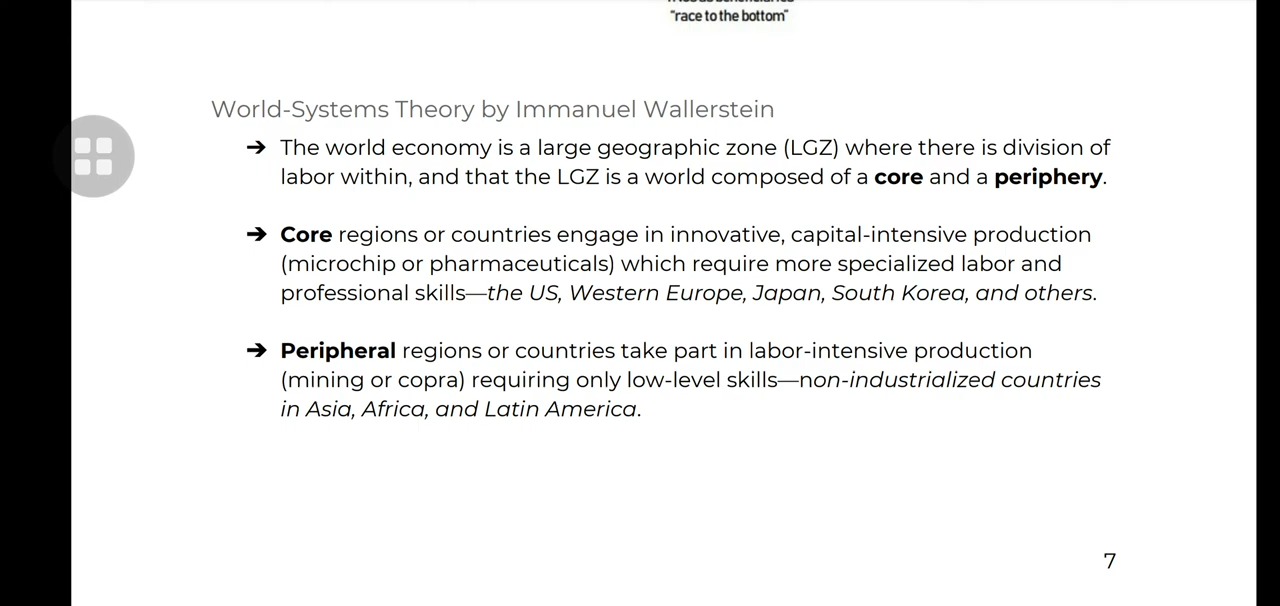 "race to the bottom"
World-Systems Theory by Immanuel Wallerstein
➔ The world economy is a large geographic zone (LGZ) where there is division of
labor within, and that the LGZ is a world composed of a core and a periphery.
➔ Core regions or countries engage in innovative, capital-intensive production
(microchip or pharmaceuticals) which require more specialized labor and
professional skills—the US, Western Europe, Japan, South Korea, and others.
➔ Peripheral regions or countries take part in labor-intensive production
(mining or copra) requiring only low-level skills—non-industrialized countries
in Asia, Africa, and Latin America.
7